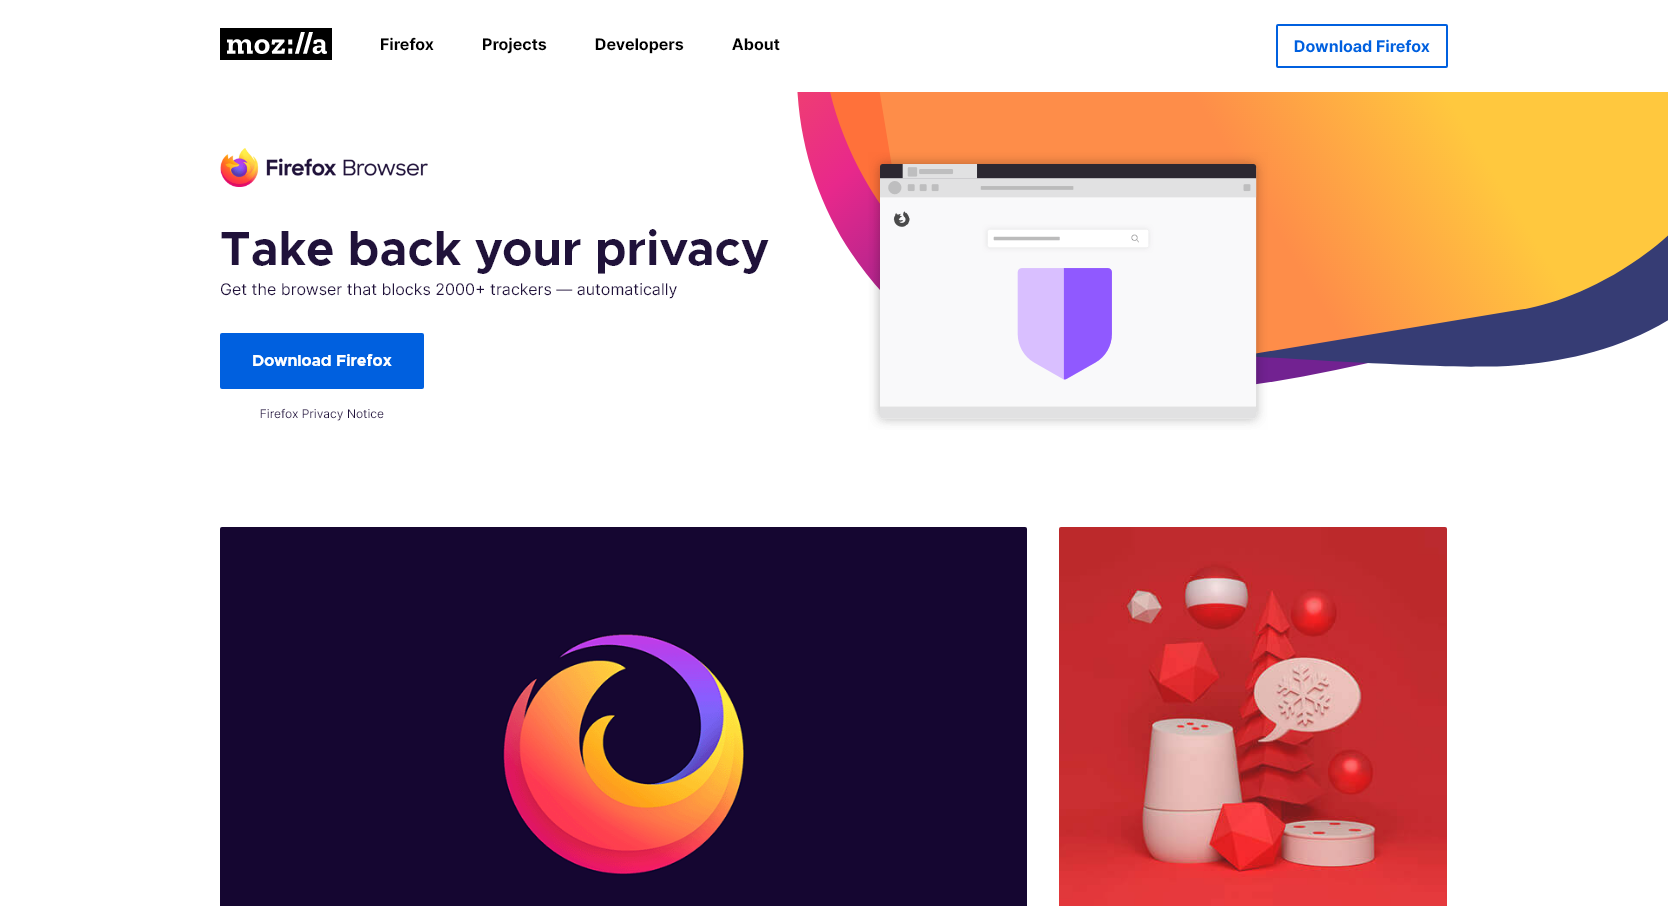 moz://a
Firefox
Projects
Developers
About
Download Firefox
Firefox Browser
Take back your privacy
Get the browser that blocks 2000+ trackers — automatically
Download Firefox
Firefox Privacy Notice